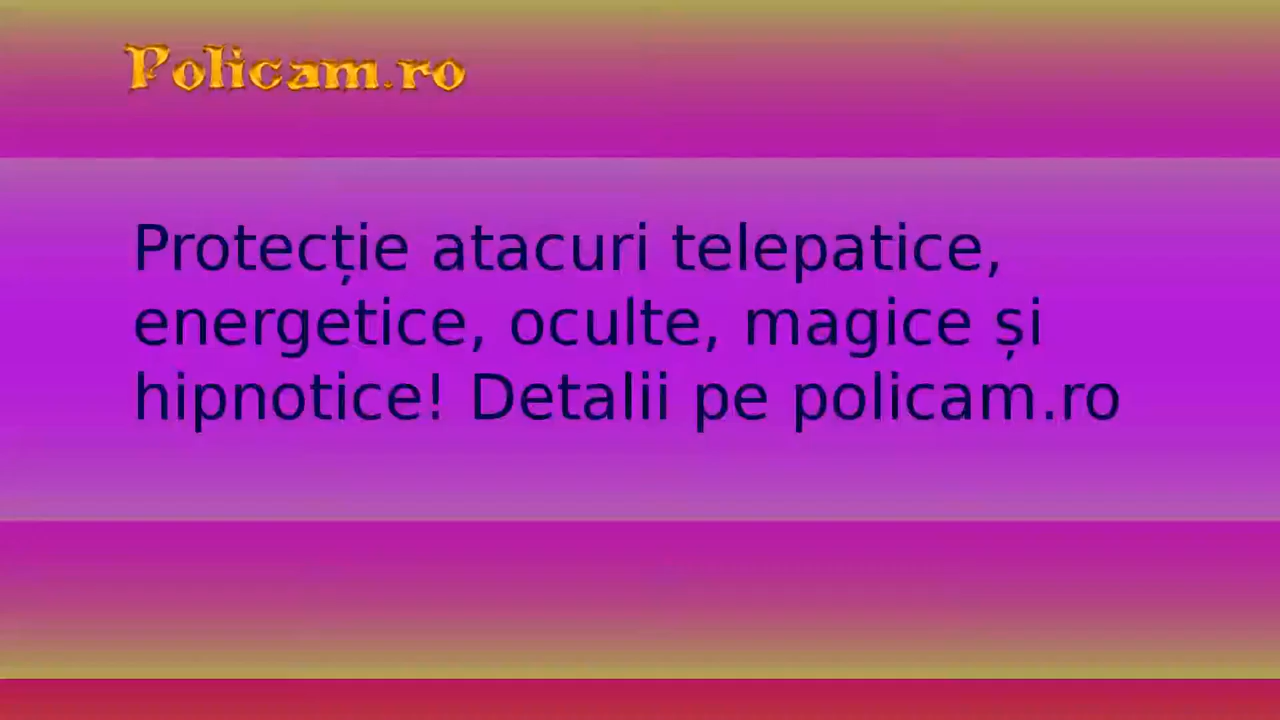 Policam.ro
Protecție atacuri telepatice,
energetice, oculte, magice și
hipnotice! Detalii pe policam.ro